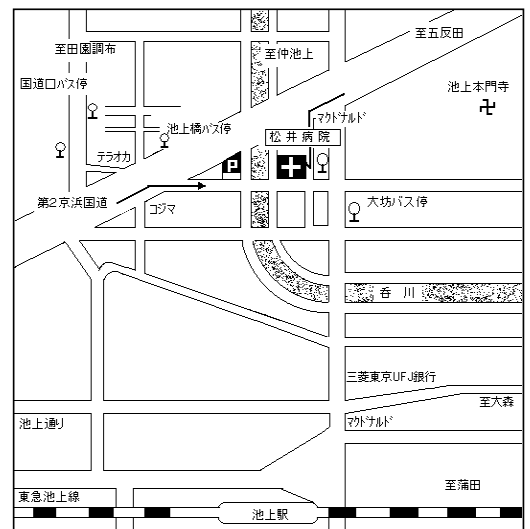 至五反田
至田園調布
至仲池上
国道口バス停
池上本門寺
卍
ﾏｸﾄﾞﾅﾙﾄﾞ
池上橋バス停
松井病院
テラオカ
P
第2京浜国道
コジマ
大坊バス停
呑川
三菱東京UFJ銀行
至大森
池上通り
ﾏｸﾄﾞﾅﾙﾄﾞ
至蒲田
東急池上線
池上駅